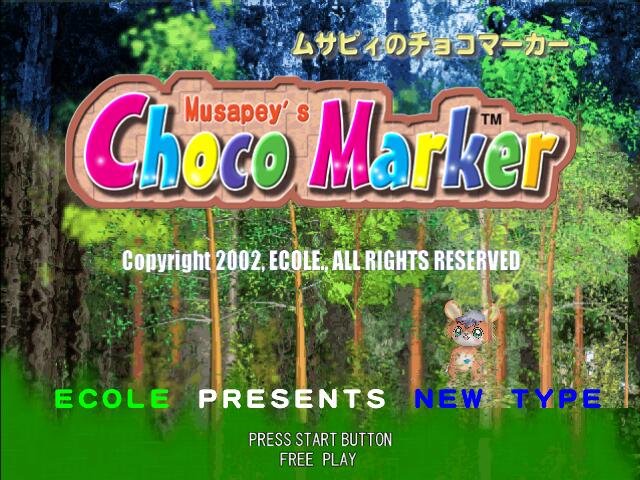 ムサピィのチョコマーカー
Musapey's
Choco Marker™
Copyright 2002, ECOLE., ALL RIGHTS RESERVED
ECOLE PRESENTS NEW TYPE
PRESS START BUTTON
FREE PLAY